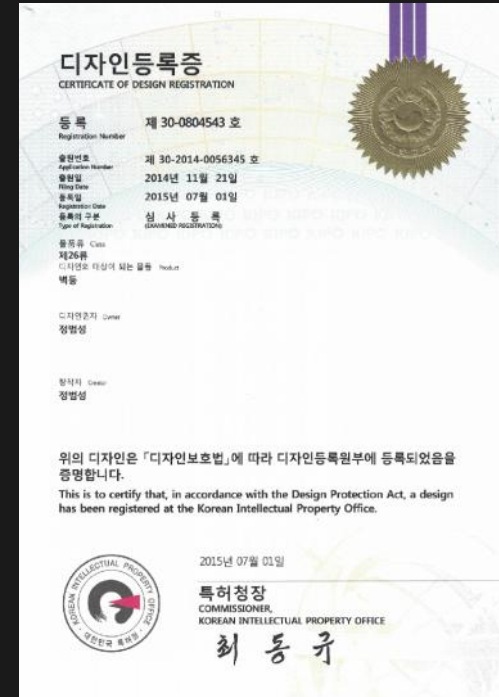 디자인등록증
CERTIFICATE OF DESIGN REGISTRATION
등 록 제 30-0804543 호
Registration Number
출원번호 제 30-2014-0056345 호
Application Number
출원일 2014년 11월 21일
Filing Date
등록일 2015년 07월 01일
Registration Date
등록의 구분 심 사 등 록
Type of Registration (EXAMINED REGISTRATION)
물품류 Class
제26류
디자인의 대상이 되는 물품 Product
벽등
디자인권자 Owner
정범성
창작자 Creator
정범성
위의 디자인은 「디자인보호법」에 따라 디자인등록원부에 등록되었음을
증명합니다.
This is to certify that, in accordance with the Design Protection Act, a design
has been registered at the Korean Intellectual Property Office.
2015년 07월 01일
특허청장
COMMISSIONER,
KOREAN INTELLECTUAL PROPERTY OFFICE
최 동 규
KOREAN INTELLECTUAL PROPERTY OFFICE
대한민국 특허청